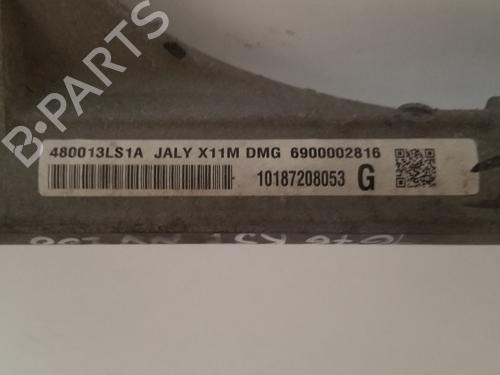 B-PARTS
480013LS1A JALY X11M DMG 6900002816
10187208053 G